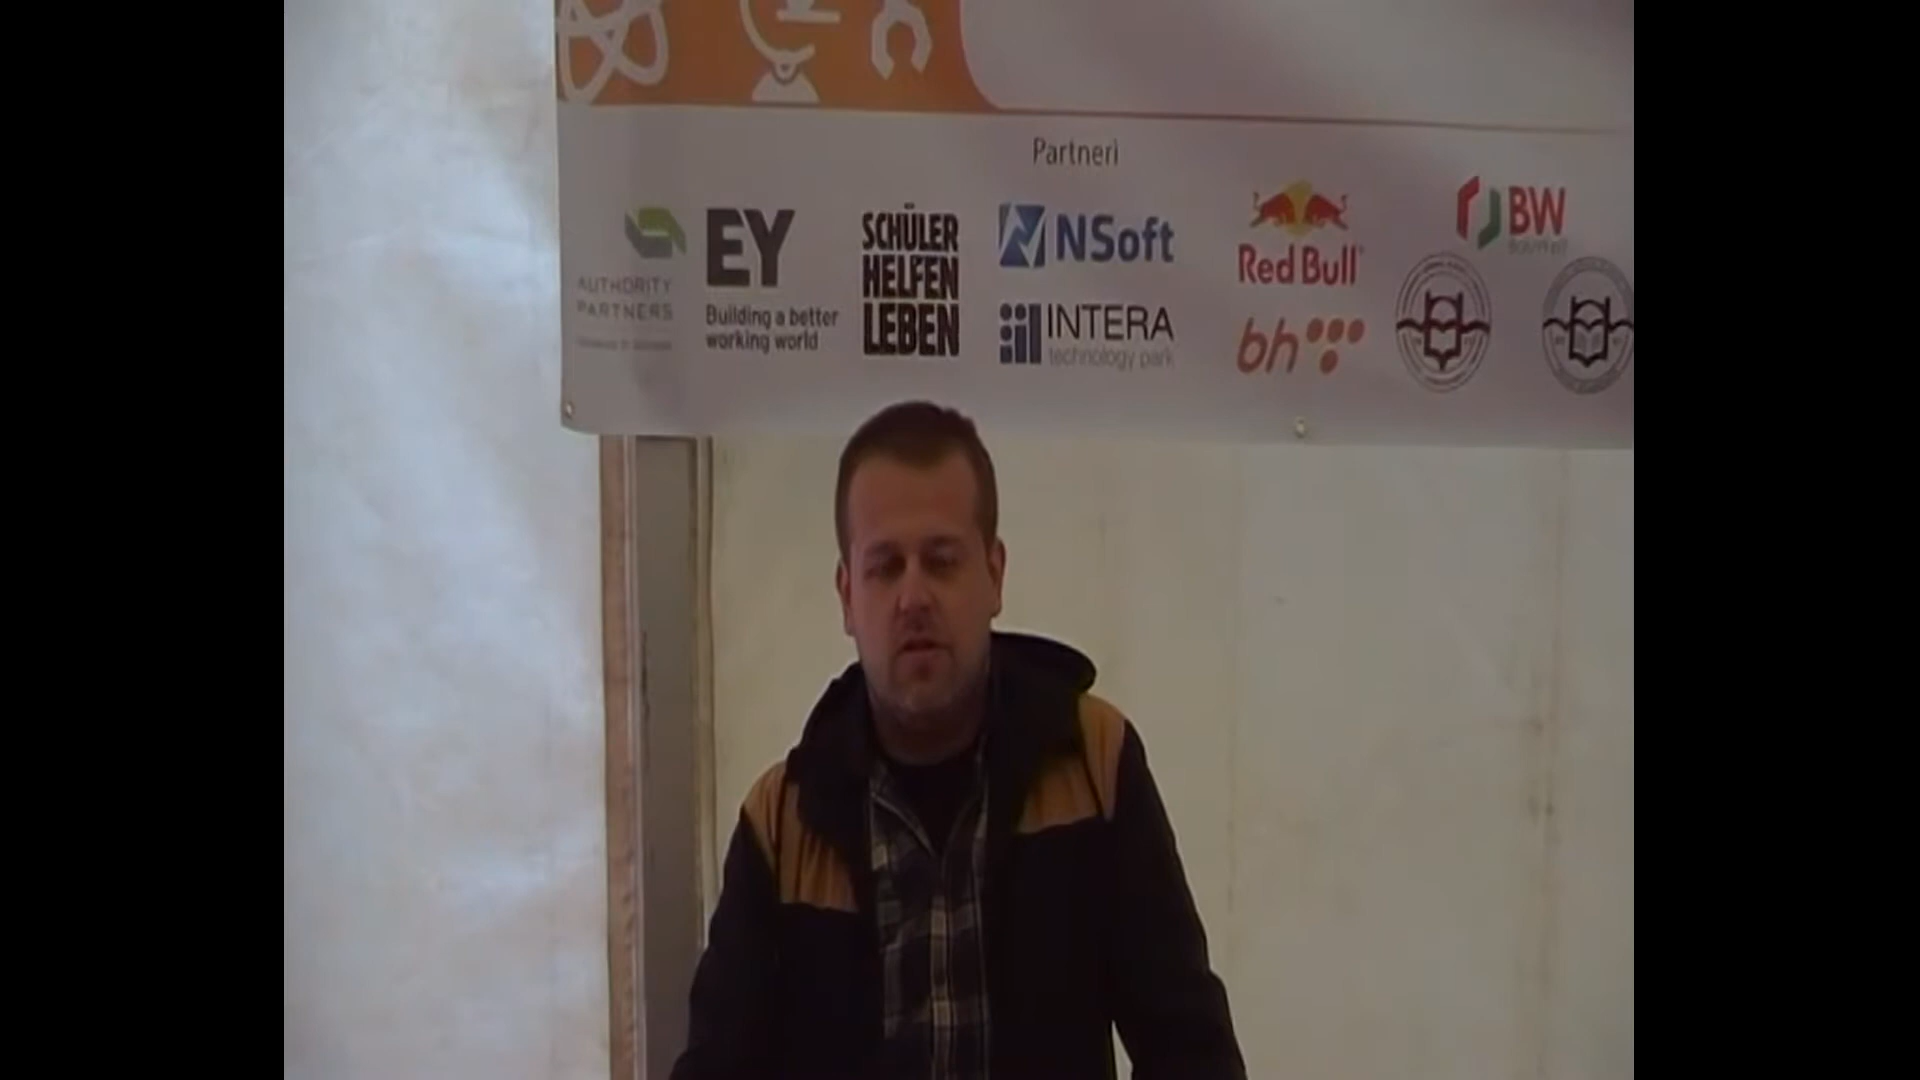 Partneri
AUTHORITY
PARTNERS
EY
Building a better
working world
SCHÜLER
HELFEN
LEBEN
NSoft
INTERA
technology park
Red Bull
bh
BW